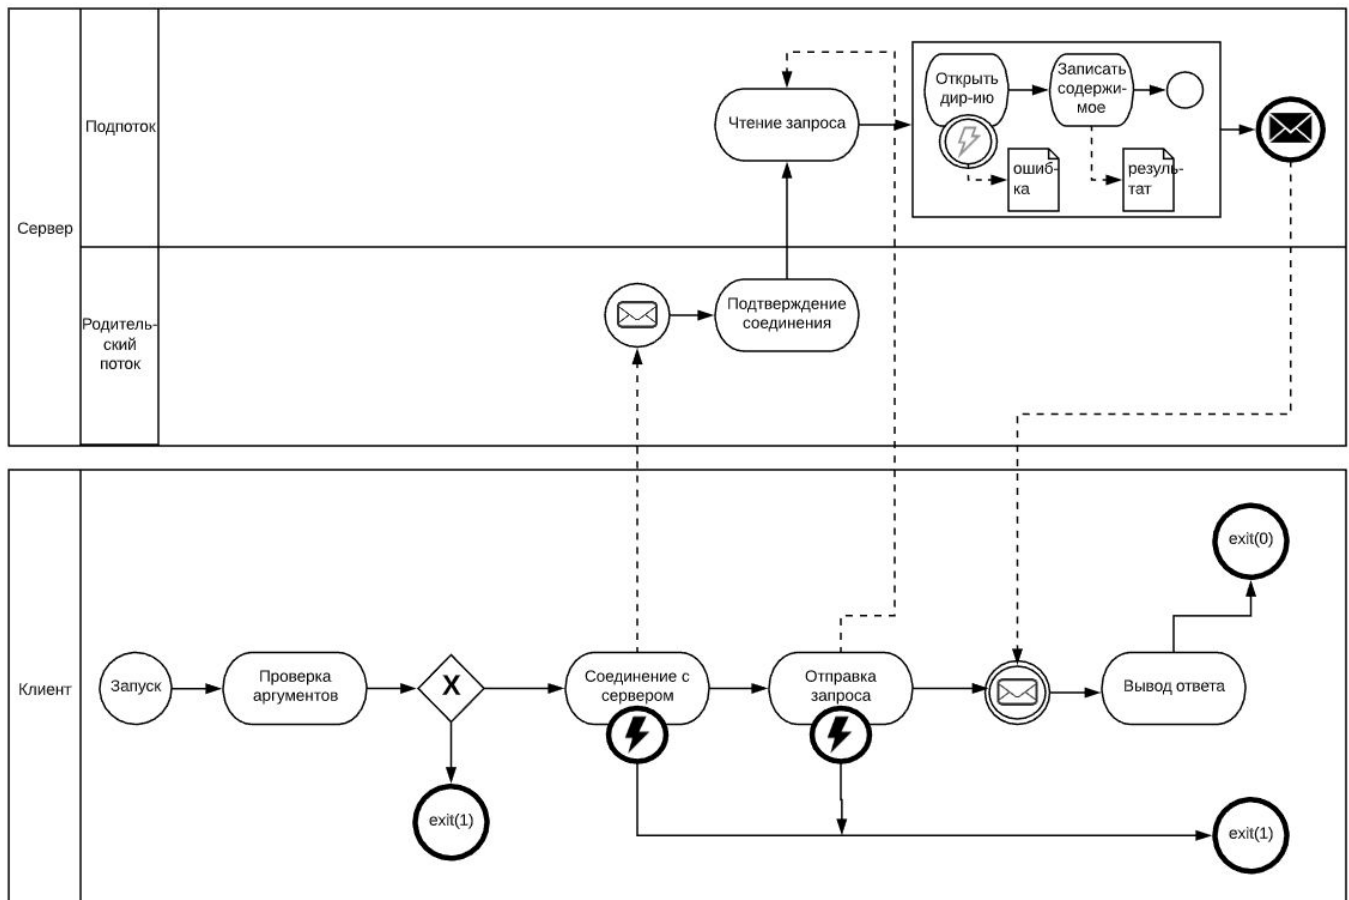 Сервер
Подпоток
Чтение запроса
Открыть
дир-ию
Записать
содержи-
мое
ошиб-
ка
резуль-
тат
Родитель-
ский
поток
Подтверждение
соединения
Клиент
Запуск
Проверка
аргументов
X
Соединение с
сервером
Отправка
запроса
Вывод ответа
exit(0)
exit(1)
exit(1)